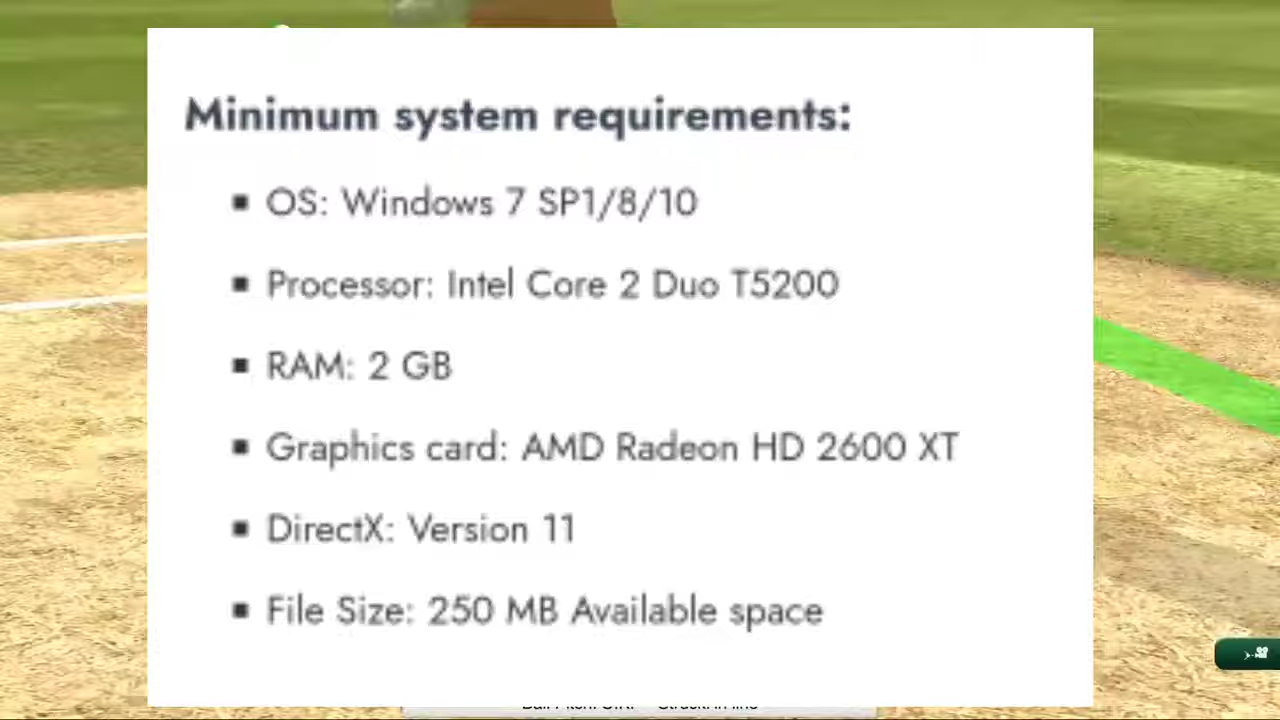 Minimum system requirements:
OS: Windows 7 SP1/8/10
Processor: Intel Core 2 Duo T5200
RAM: 2 GB
Graphics card: AMD Radeon HD 2600 XT
DirectX: Version 11
File Size: 250 MB Available space